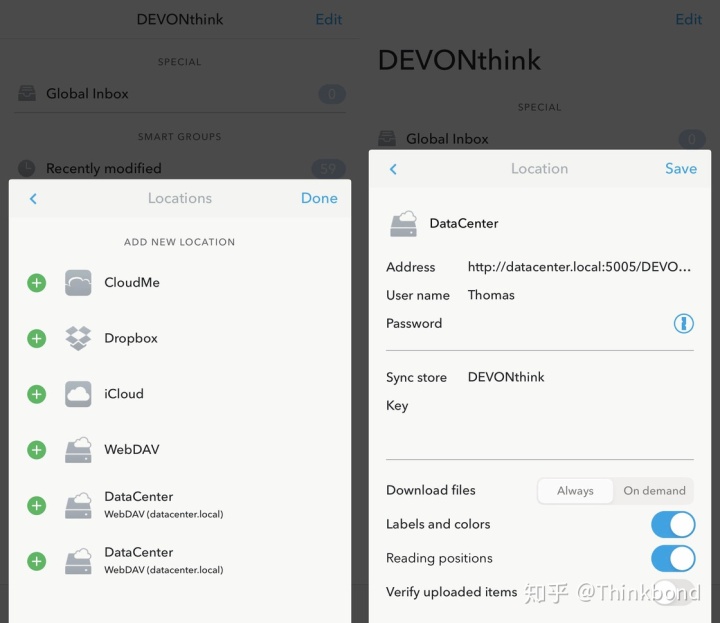 DEVONthink
Edit
SPECIAL
Global Inbox
0
SMART GROUPS
Recently modified
59
Locations
Done
ADD NEW LOCATION
CloudMe
Dropbox
iCloud
WebDAV
DataCenter
WebDAV (datacenter.local)
DataCenter
WebDAV (datacenter.local)
Edit
DEVONthink
SPECIAL
Global Inbox
0
Location
Save
DataCenter
Address http://datacenter.local:5005/DEVO...
User name Thomas
Password
Sync store DEVONthink
Key
Download files Always On demand
Labels and colors
Reading positions
Verify uploaded items
知乎 @Thinkbond